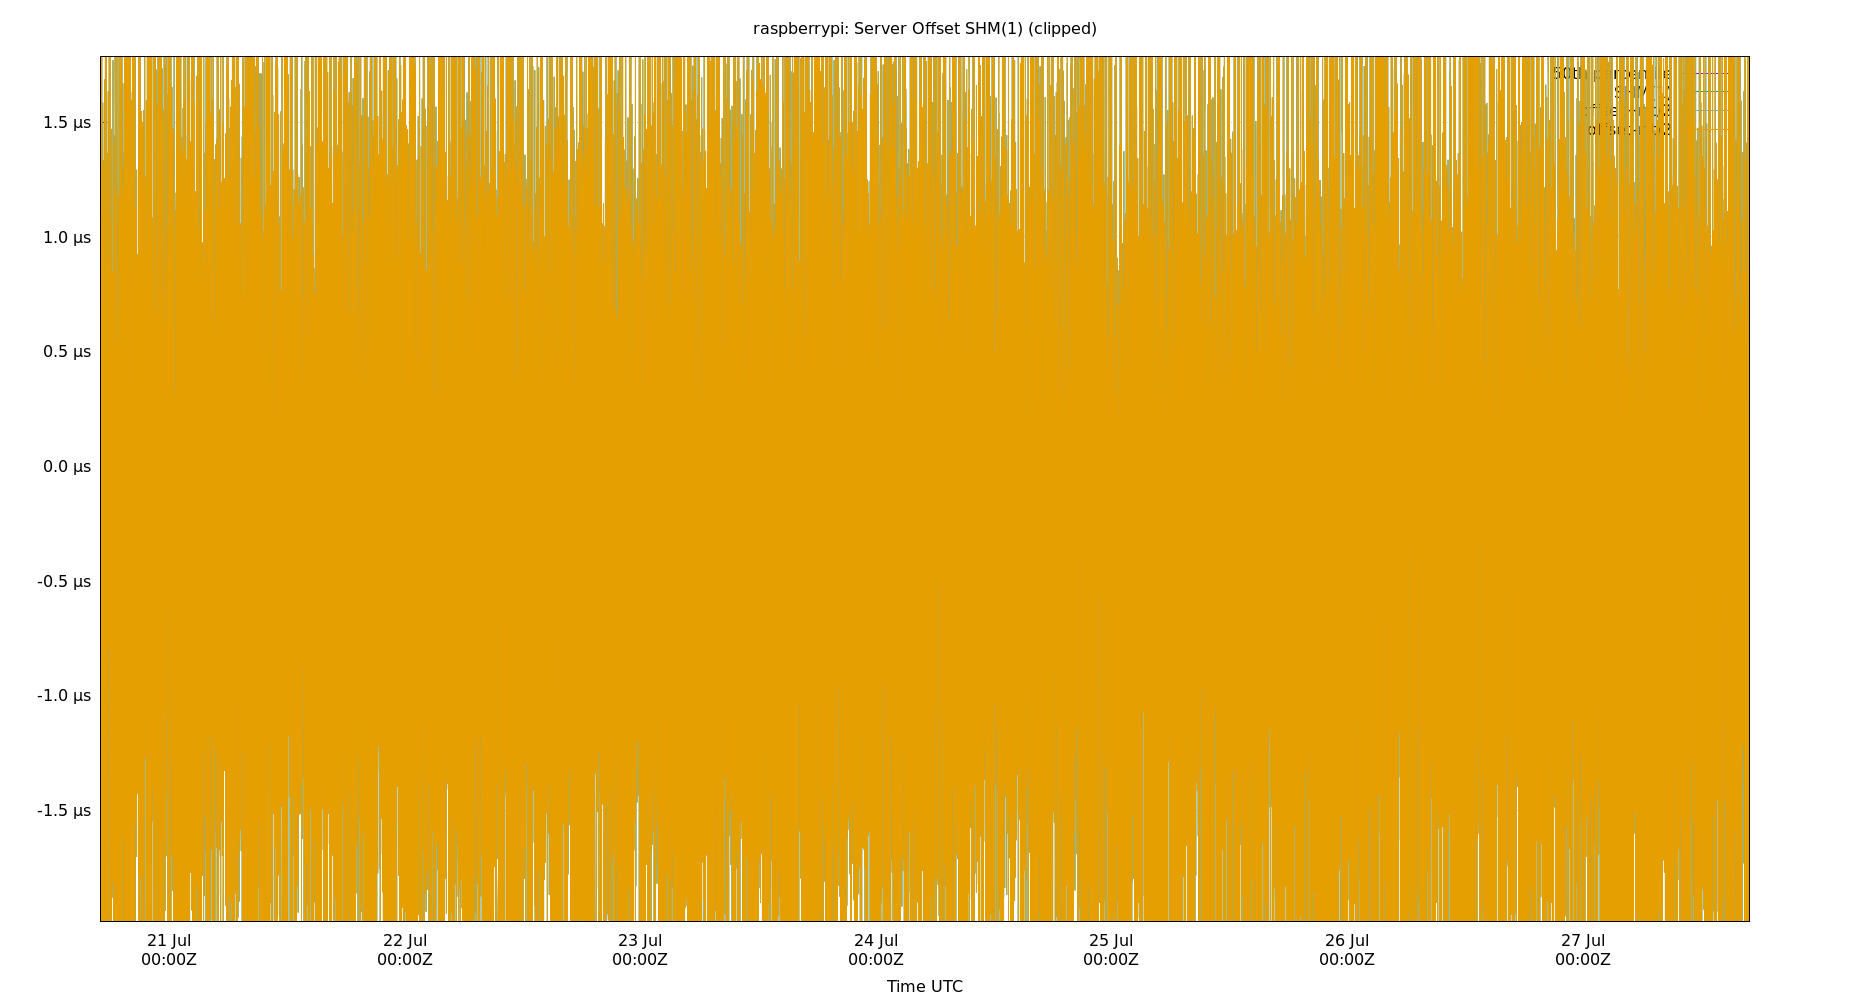 raspberrypi: Server Offset SHM(1) (clipped)
1.5 µs
1.0 µs
0.5 µs
0.0 µs
-0.5 µs
-1.0 µs
-1.5 µs
21 Jul 22 Jul 23 Jul 24 Jul 25 Jul 26 Jul 27 Jul
00:00Z 00:00Z 00:00Z 00:00Z 00:00Z 00:00Z 00:00Z
Time UTC